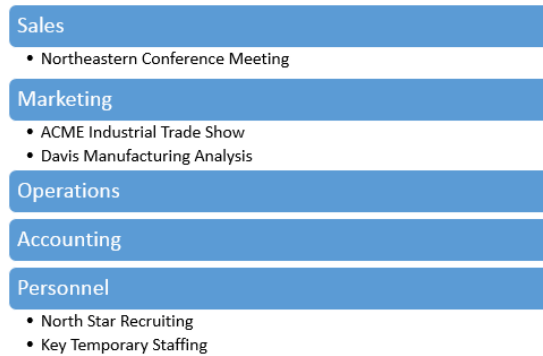 Sales
• Northeastern Conference Meeting
Marketing
• ACME Industrial Trade Show
• Davis Manufacturing Analysis
Operations
Accounting
Personnel
• North Star Recruiting
• Key Temporary Staffing